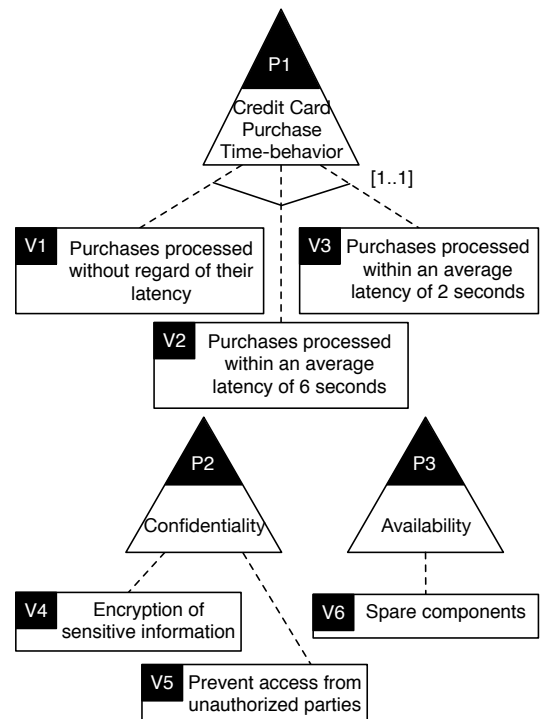 P1
Credit Card
Purchase
Time-behavior
[1..1]
V1
Purchases processed
without regard of their
latency
V3
Purchases processed
within an average
latency of 2 seconds
V2
Purchases processed
within an average
latency of 6 seconds
P2
Confidentiality
P3
Availability
V4
Encryption of
sensitive information
V6
Spare components
V5
Prevent access from
unauthorized parties